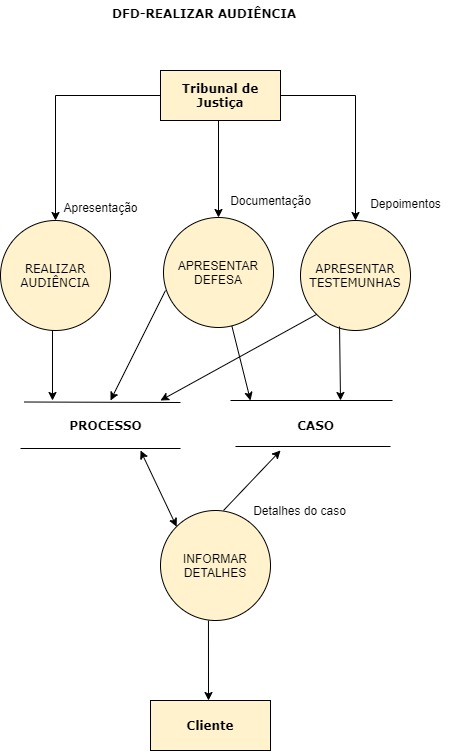 DFD-REALIZAR AUDIÊNCIA
Tribunal de
Justiça
Apresentação
Documentação
Depoimentos
REALIZAR
AUDIÊNCIA
APRESENTAR
DEFESA
APRESENTAR
TESTEMUNHAS
PROCESSO
CASO
Detalhes do caso
INFORMAR
DETALHES
Cliente